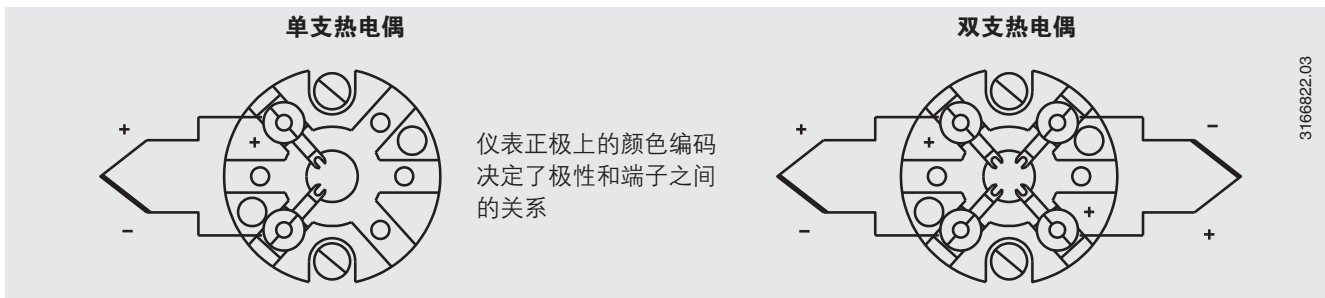 单支热电偶
双支热电偶
+
+
−
仪表正极上的颜色编码
决定了极性和端子之间
的关系
+
+
−
−
+
+
3166822.03